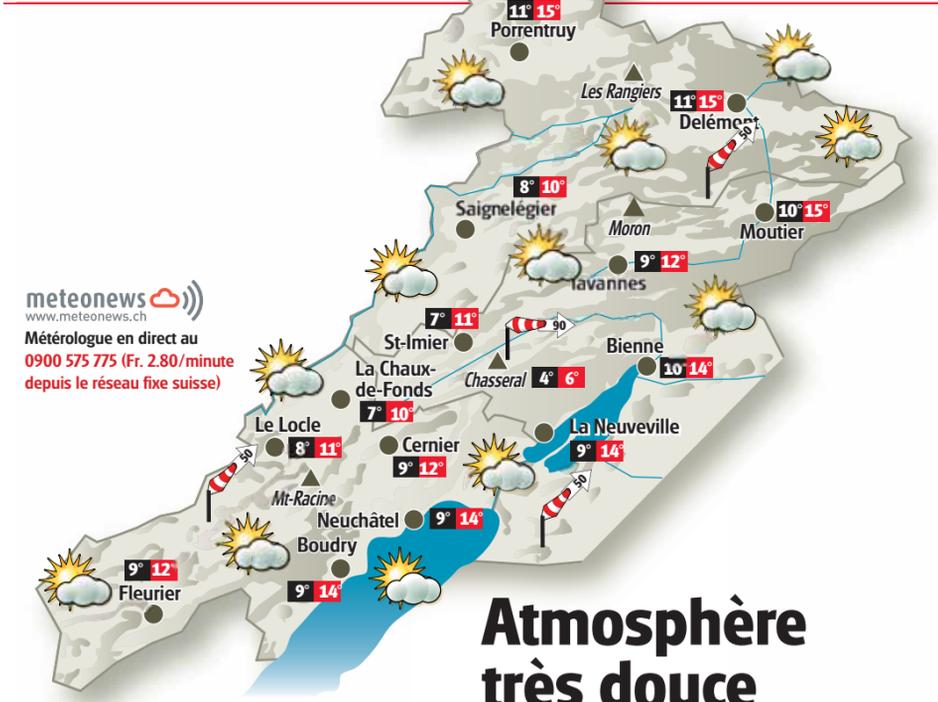 11° 15°
Porrentruy
Les Rangiers
11° 15°
Delémont
50
8° 10°
Saignelégier
Moron
10° 15°
Moutier
9° 12°
Tavannes
meteonews
www.meteonews.ch
Météorologue en direct au
0900 575 775 (Fr. 2.80/minute
depuis le réseau fixe suisse)
7° 11°
St-Imier
90
Bienne
10 14°
Chasseral 4° 6°
La Chaux-
de-Fonds
7° 10°
Le Locle
8° 11°
Cernier
9° 12°
La Neuveville
9° 14°
50
50
Mt-Racine
Neuchâtel 9° 14°
Boudry
9° 14°
9° 12°
Fleurier
Atmosphère
très douce